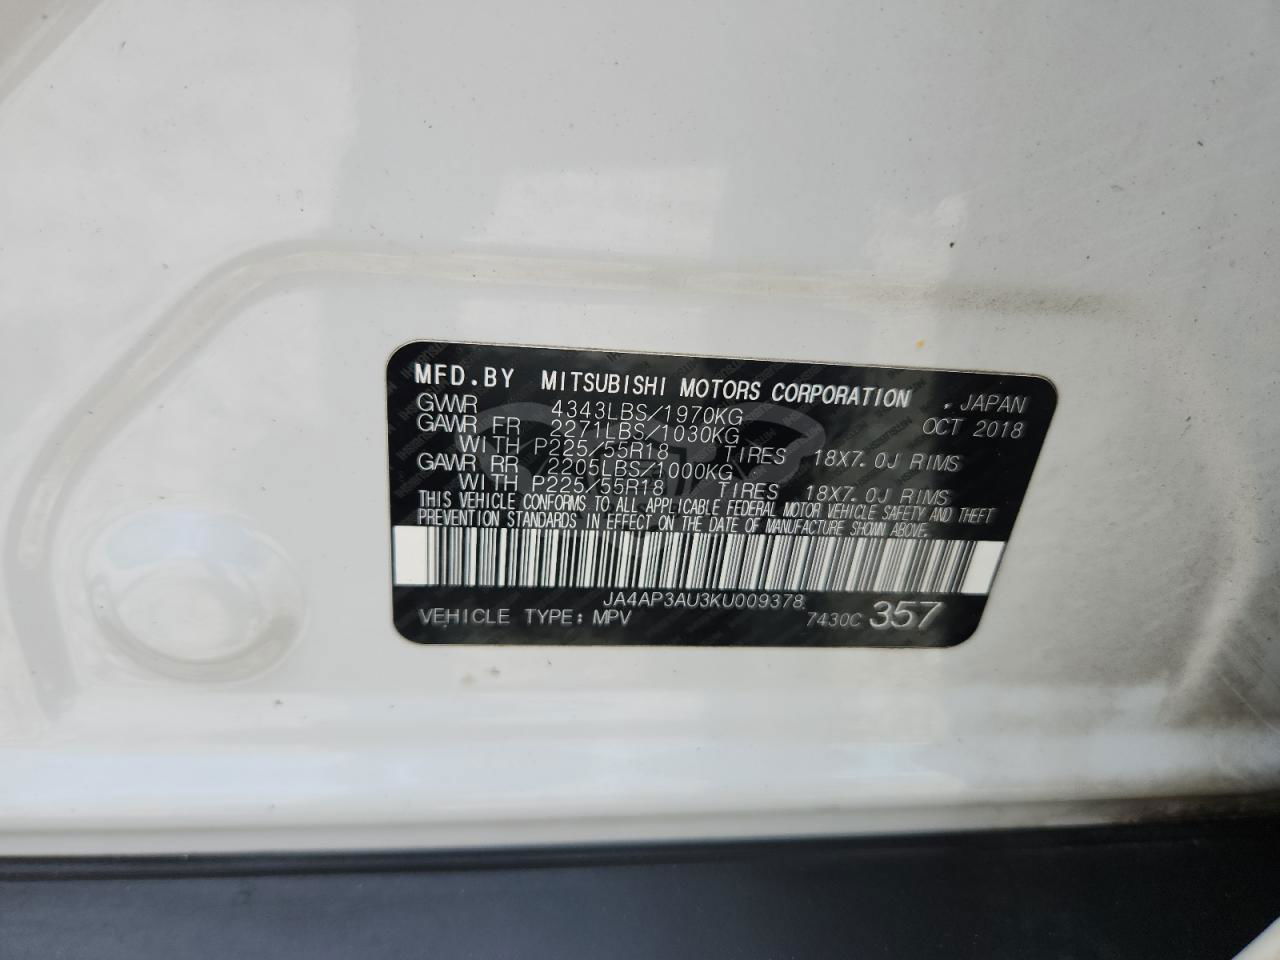 MFD.BY MITSUBISHI MOTORS CORPORATION . JAPAN
GVWR 4343LBS/1970KG OCT 2018
GAWR FR 2271LBS/1030KG
WITH P225/55R18 TIRES 18X7.0J RIMS
GAWR RR 2205LBS/1000KG
WITH P225/55R18 TIRES 18X7.0J RIMS
THIS VEHICLE CONFORMS TO ALL APPLICABLE FEDERAL MOTOR VEHICLE SAFETY AND THEFT
PREVENTION STANDARDS IN EFFECT ON THE DATE OF MANUFACTURE SHOWN ABOVE.
JA4AP3AU3KU009378
VEHICLE TYPE: MPV 7430C 357